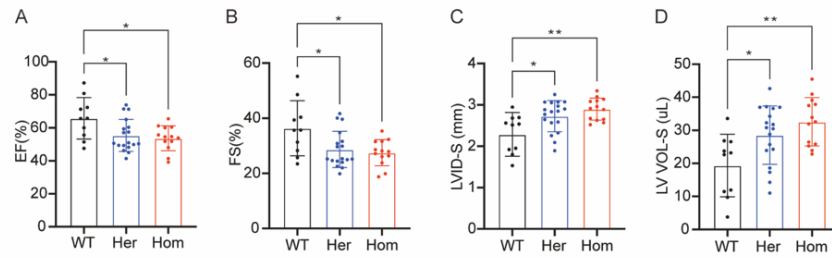 A
EF(%)
100
80
60
40
20
0
*
*
WT Her Hom
B
FS(%)
60
40
20
0
*
*
WT Her Hom
C
LVID-S (mm)
4
3
2
1
0
**
*
WT Her Hom
D
LV VOL-S (uL)
50
40
30
20
10
0
**
*
WT Her Hom